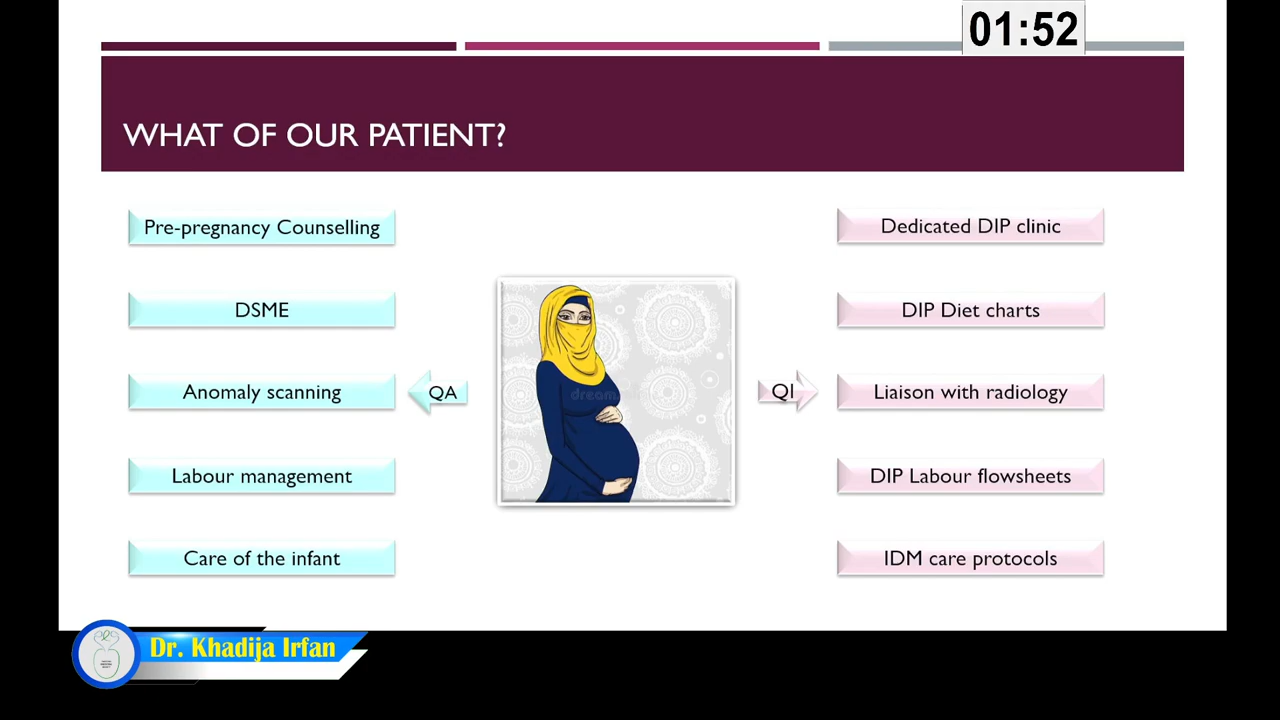 01:52
WHAT OF OUR PATIENT?
Pre-pregnancy Counselling
DSME
Anomaly scanning
Labour management
Care of the infant
QA
QI
Dedicated DIP clinic
DIP Diet charts
Liaison with radiology
DIP Labour flowsheets
IDM care protocols
Dr. Khadija Irfan